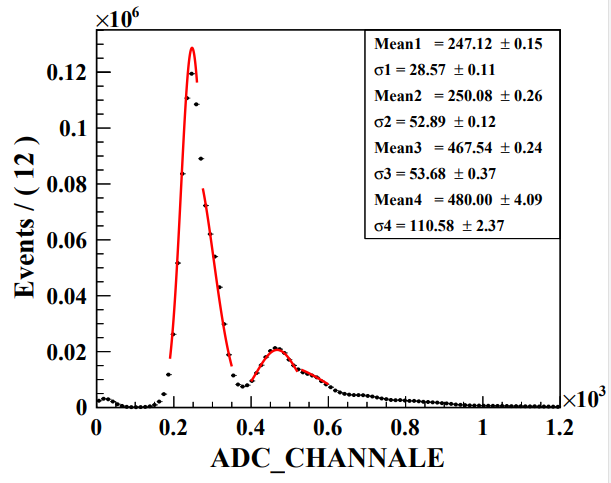 ×10⁶
Mean1 = 247.12 ± 0.15
σ1 = 28.57 ± 0.11
Mean2 = 250.08 ± 0.26
σ2 = 52.89 ± 0.12
Mean3 = 467.54 ± 0.24
σ3 = 53.68 ± 0.37
Mean4 = 480.00 ± 4.09
σ4 = 110.58 ± 2.37
0.12
0.1
0.08
0.06
0.04
0.02
0
Events / ( 12 )
0 0.2 0.4 0.6 0.8 1 1.2
×10³
ADC_CHANNALE